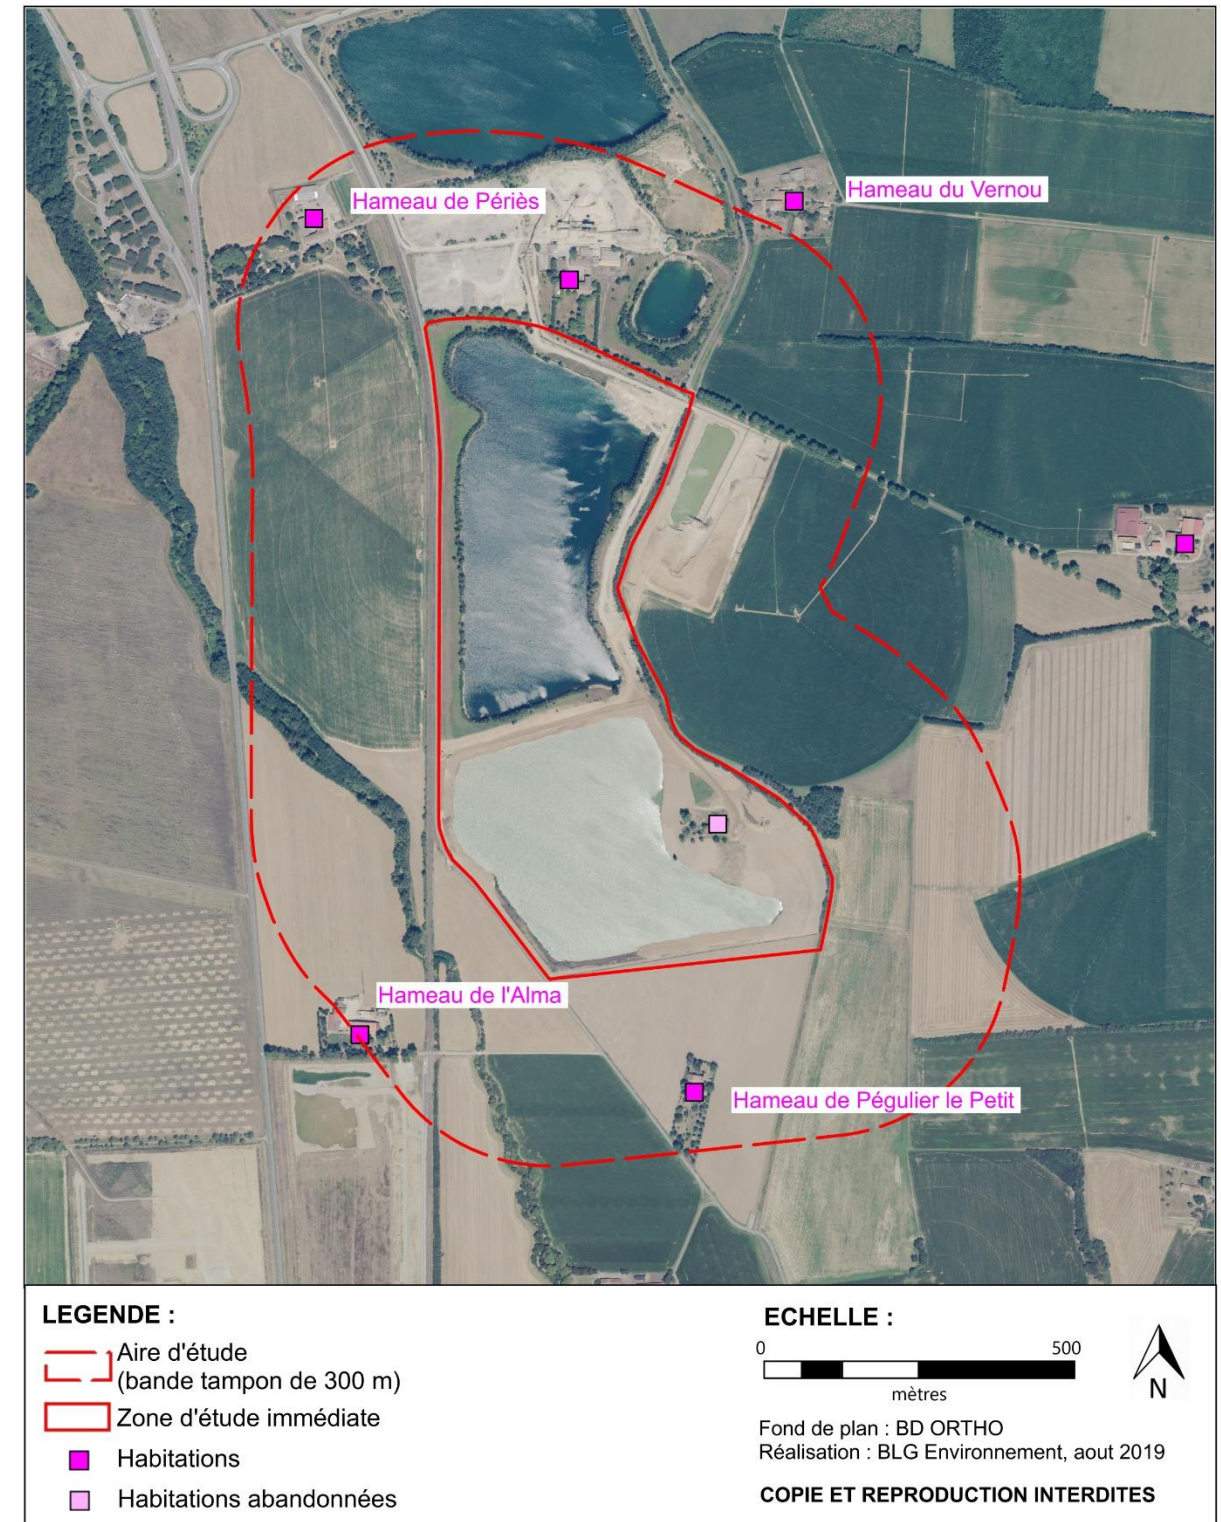 Hameau de Périès
Hameau du Vernou
Hameau de l'Alma
Hameau de Pégulier le Petit
LEGENDE :
Aire d'étude
(bande tampon de 300 m)
Zone d'étude immédiate
Habitations
Habitations abandonnées
ECHELLE :
0 500
mètres
N
Fond de plan : BD ORTHO
Réalisation : BLG Environnement, aout 2019
COPIE ET REPRODUCTION INTERDITES